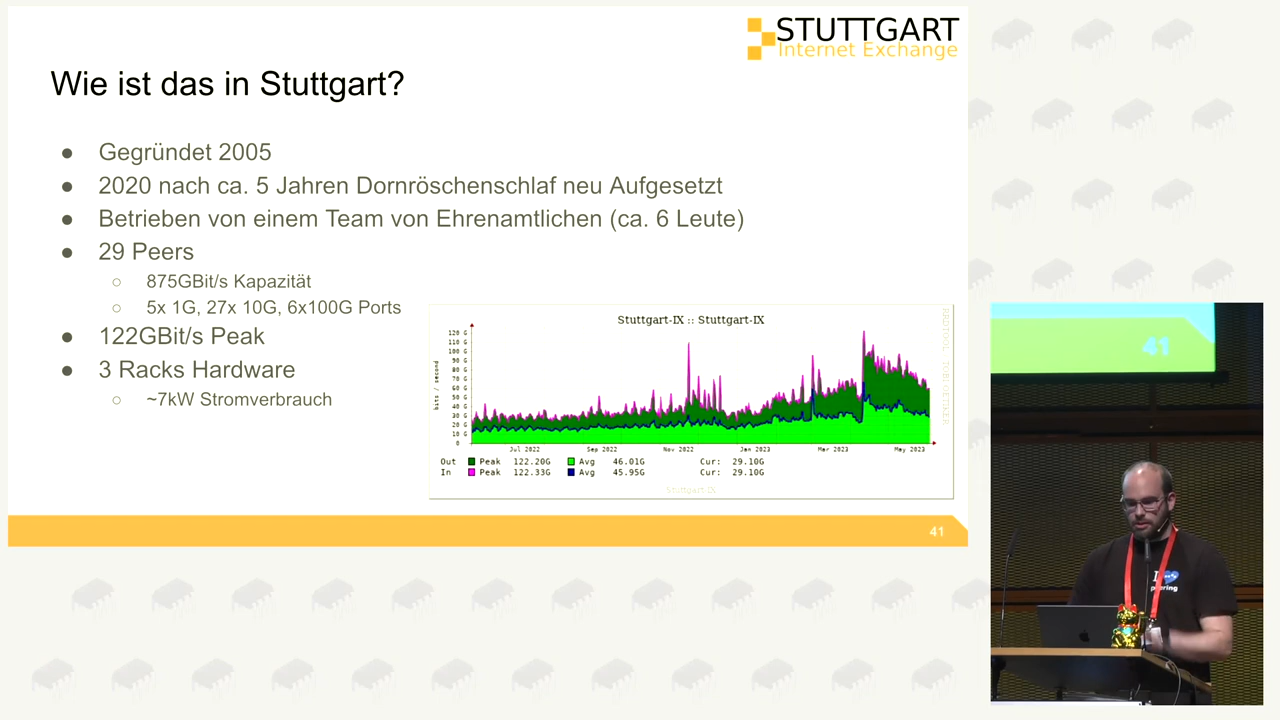 STUTTGART
Internet Exchange
Wie ist das in Stuttgart?
● Gegründet 2005
● 2020 nach ca. 5 Jahren Dornröschenschlaf neu Aufgesetzt
● Betrieben von einem Team von Ehrenamtlichen (ca. 6 Leute)
● 29 Peers
○ 875GBit/s Kapazität
○ 5x 1G, 27x 10G, 6x100G Ports
● 122GBit/s Peak
● 3 Racks Hardware
○ ~7kW Stromverbrauch
Stuttgart-IX :: Stuttgart-IX
RRDTOOL / TOBI OETIKER
bits / second
120 G
110 G
100 G
90 G
80 G
70 G
60 G
50 G
40 G
30 G
20 G
10 G
0
Jul 2022 Sep 2022 Nov 2022 Jan 2023 Mar 2023 May 2023
Out Peak 122.20G Avg 46.01G Cur: 29.10G
In Peak 122.33G Avg 45.95G Cur: 29.10G
Stuttgart IX
41
41
I
peering